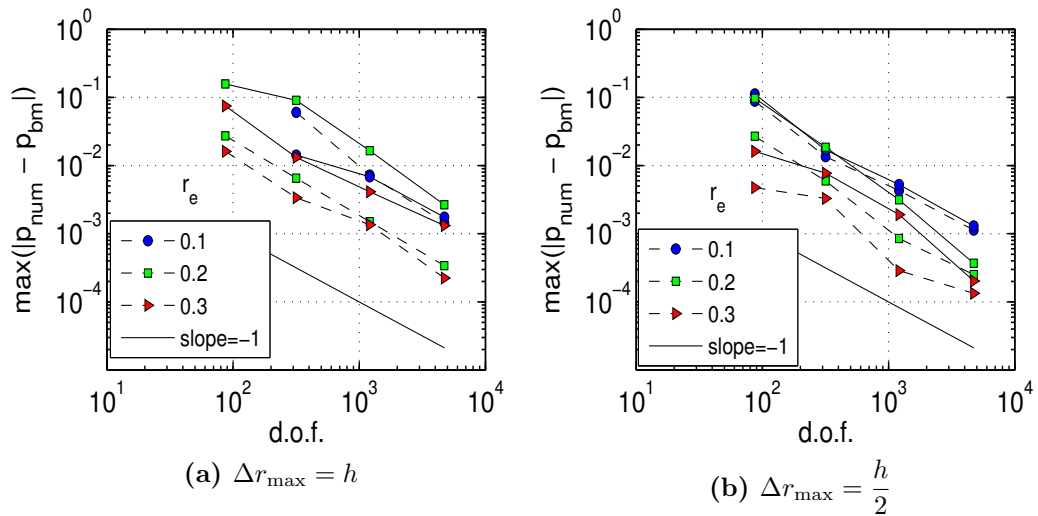 10^0
10^−1
10^−2
10^−3
10^−4
max(|p_num − p_bm|)
r_e
0.1
0.2
0.3
slope=−1
10^1 10^2 10^3 10^4
d.o.f.
(a) Δr_max = h
10^0
10^−1
10^−2
10^−3
10^−4
max(|p_num − p_bm|)
r_e
0.1
0.2
0.3
slope=−1
10^1 10^2 10^3 10^4
d.o.f.
(b) Δr_max = h/2